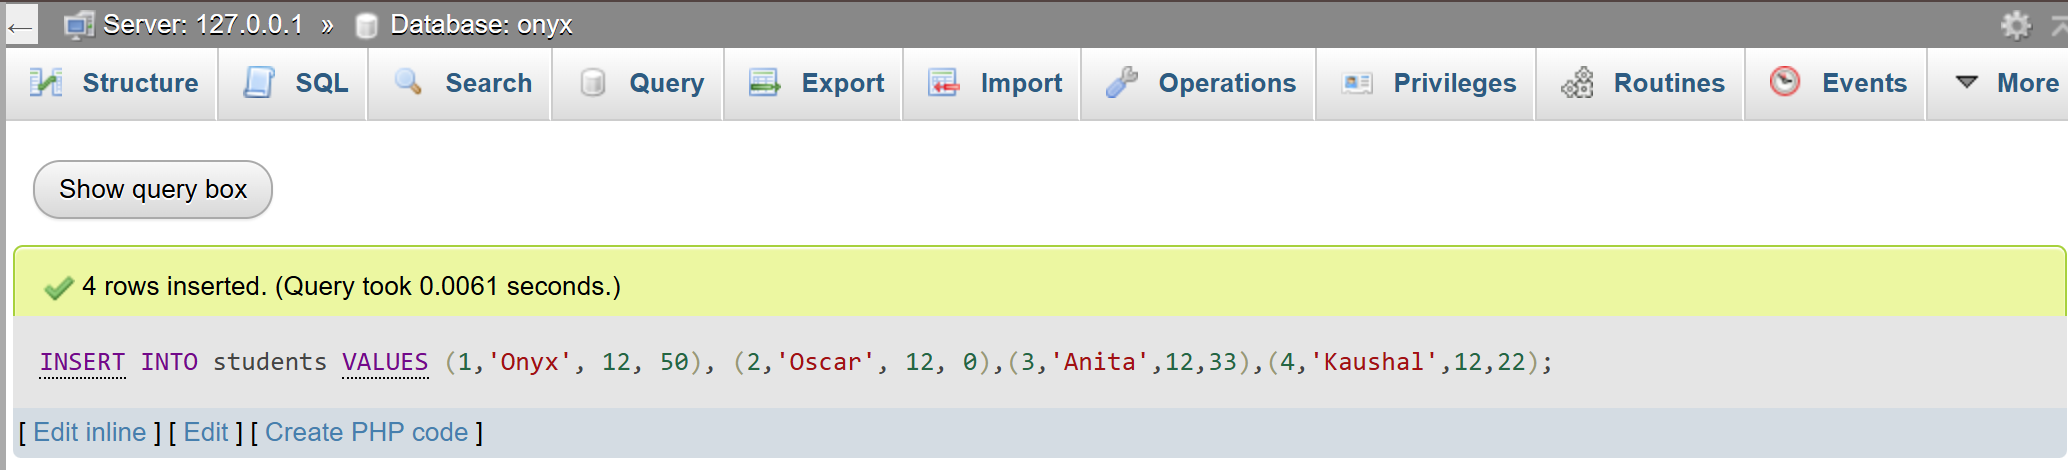 ← Server: 127.0.0.1 » Database: onyx
Structure SQL Search Query Export Import Operations Privileges Routines Events More
Show query box
4 rows inserted. (Query took 0.0061 seconds.)
INSERT INTO students VALUES (1,'Onyx', 12, 50), (2,'Oscar', 12, 0),(3,'Anita',12,33),(4,'Kaushal',12,22);
[ Edit inline ] [ Edit ] [ Create PHP code ]